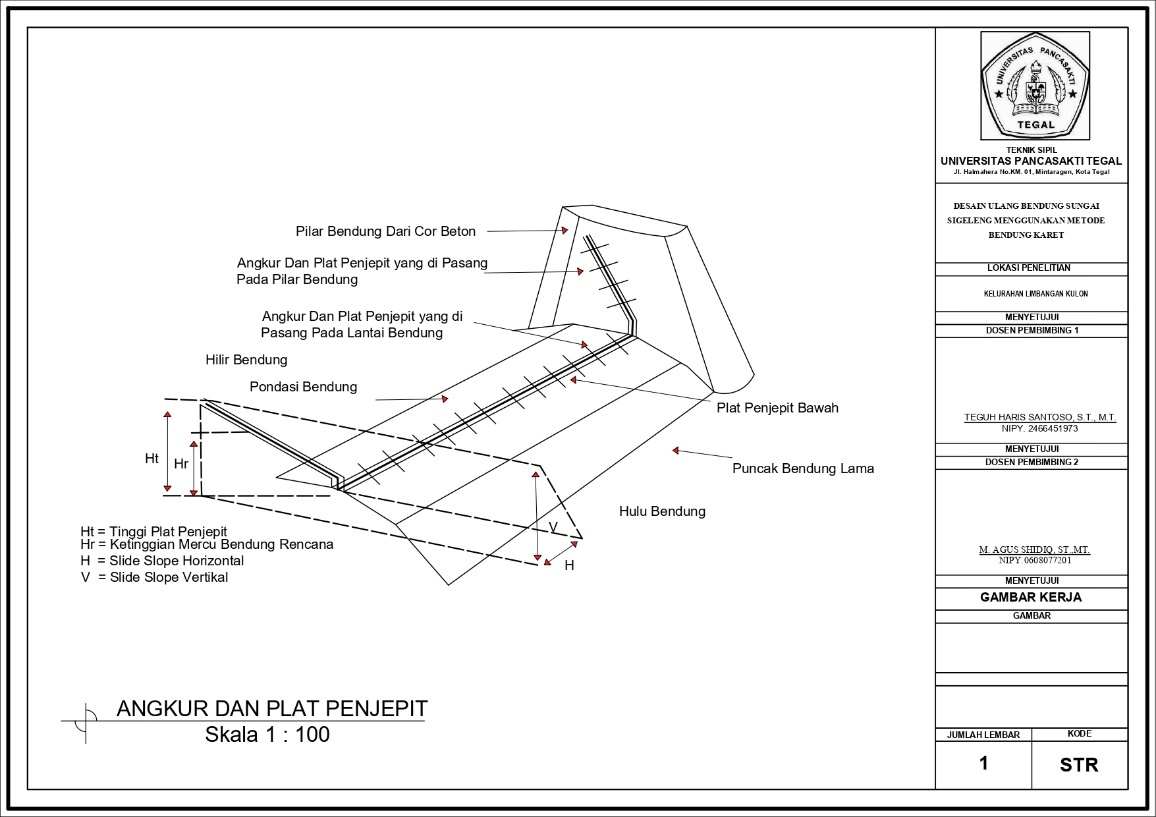 Pilar Bendung Dari Cor Beton
Angkur Dan Plat Penjepit yang di Pasang
Pada Pilar Bendung
Angkur Dan Plat Penjepit yang di
Pasang Pada Lantai Bendung
Hilir Bendung
Pondasi Bendung
Plat Penjepit Bawah
Puncak Bendung Lama
Hulu Bendung
Ht
Hr
V
H
Ht = Tinggi Plat Penjepit
Hr = Ketinggian Mercu Bendung Rencana
H = Slide Slope Horizontal
V = Slide Slope Vertikal
ANGKUR DAN PLAT PENJEPIT
Skala 1 : 100
UNIVERSITAS PANCASAKTI
TEGAL
TEKNIK SIPIL
UNIVERSITAS PANCASAKTI TEGAL
Jl. Halmahera No.KM. 01, Mintaragen, Kota Tegal
DESAIN ULANG BENDUNG SUNGAI
SIGELENG MENGGUNAKAN METODE
BENDUNG KARET
LOKASI PENELITIAN
KELURAHAN LIMBANGAN KULON
MENYETUJUI
DOSEN PEMBIMBING 1
TEGUH HARIS SANTOSO, S.T., M.T.
NIPY. 2466451973
MENYETUJUI
DOSEN PEMBIMBING 2
M. AGUS SHIDIQ, ST.,MT.
NIPY. 0608077201
MENYETUJUI
GAMBAR KERJA
GAMBAR
JUMLAH LEMBAR
KODE
1
STR